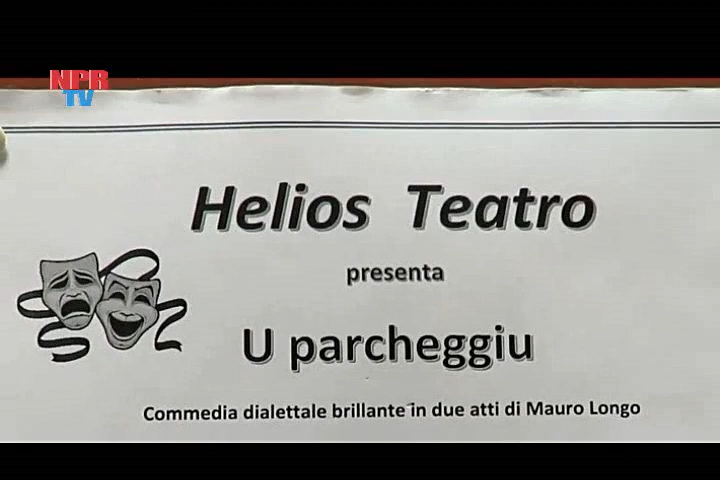 NPR
TV
Helios Teatro
presenta
U parcheggiu
Commedia dialettale brillante in due atti di Mauro Longo